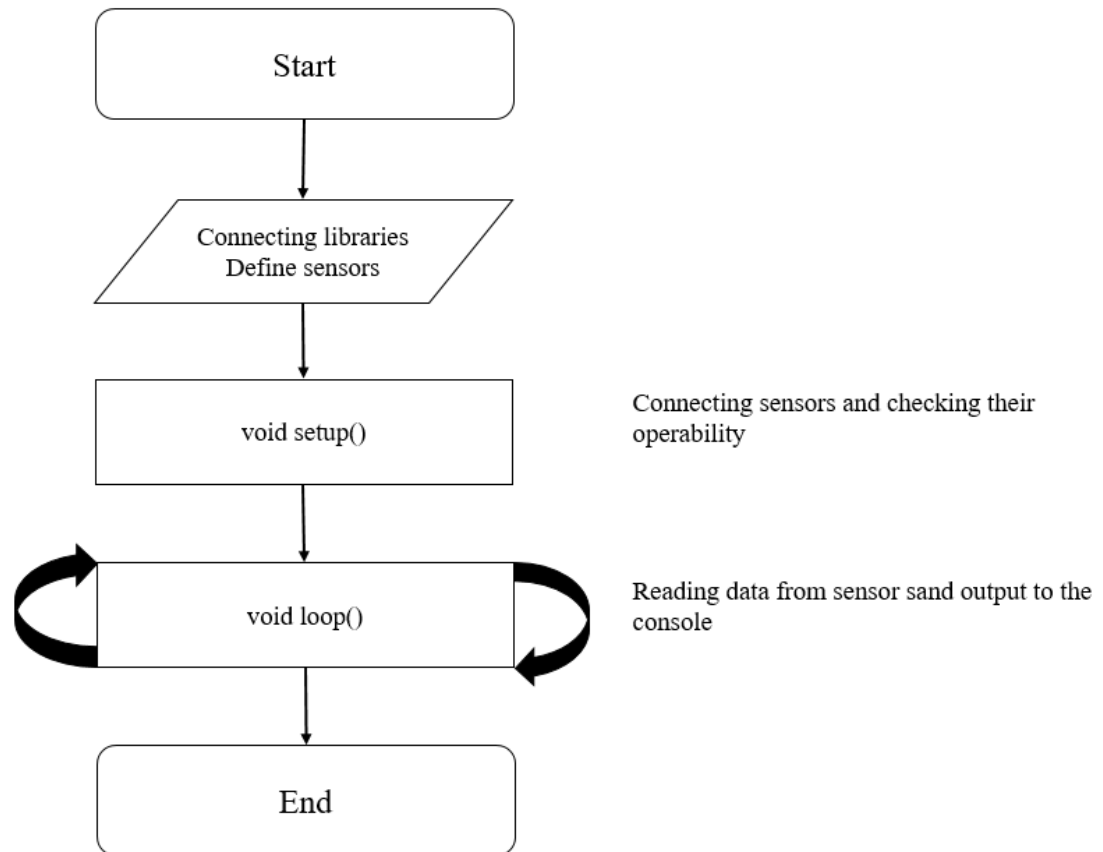 Start
Connecting libraries
Define sensors
void setup()
Connecting sensors and checking their
operability
void loop()
Reading data from sensor sand output to the
console
End